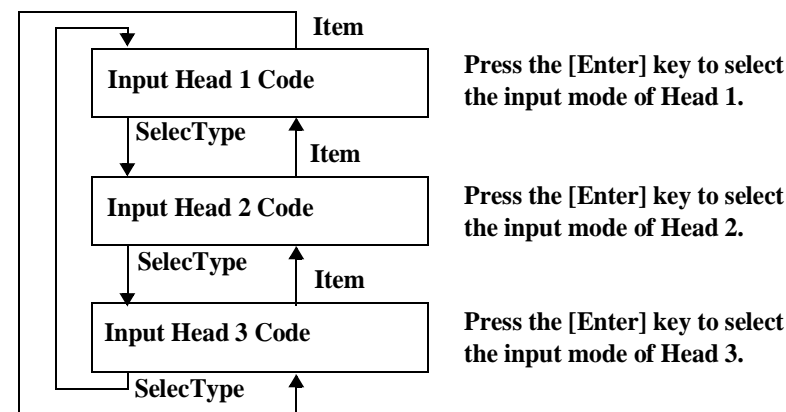 Item
Input Head 1 Code
Press the [Enter] key to select
the input mode of Head 1.
SelecType
Item
Input Head 2 Code
Press the [Enter] key to select
the input mode of Head 2.
SelecType
Item
Input Head 3 Code
Press the [Enter] key to select
the input mode of Head 3.
SelecType